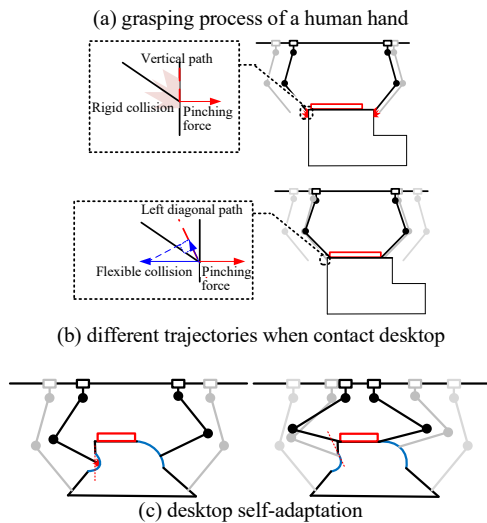 (a) grasping process of a human hand
Vertical path
Rigid collision
Pinching
force
Left diagonal path
Flexible collision
Pinching
force
(b) different trajectories when contact desktop
(c) desktop self-adaptation